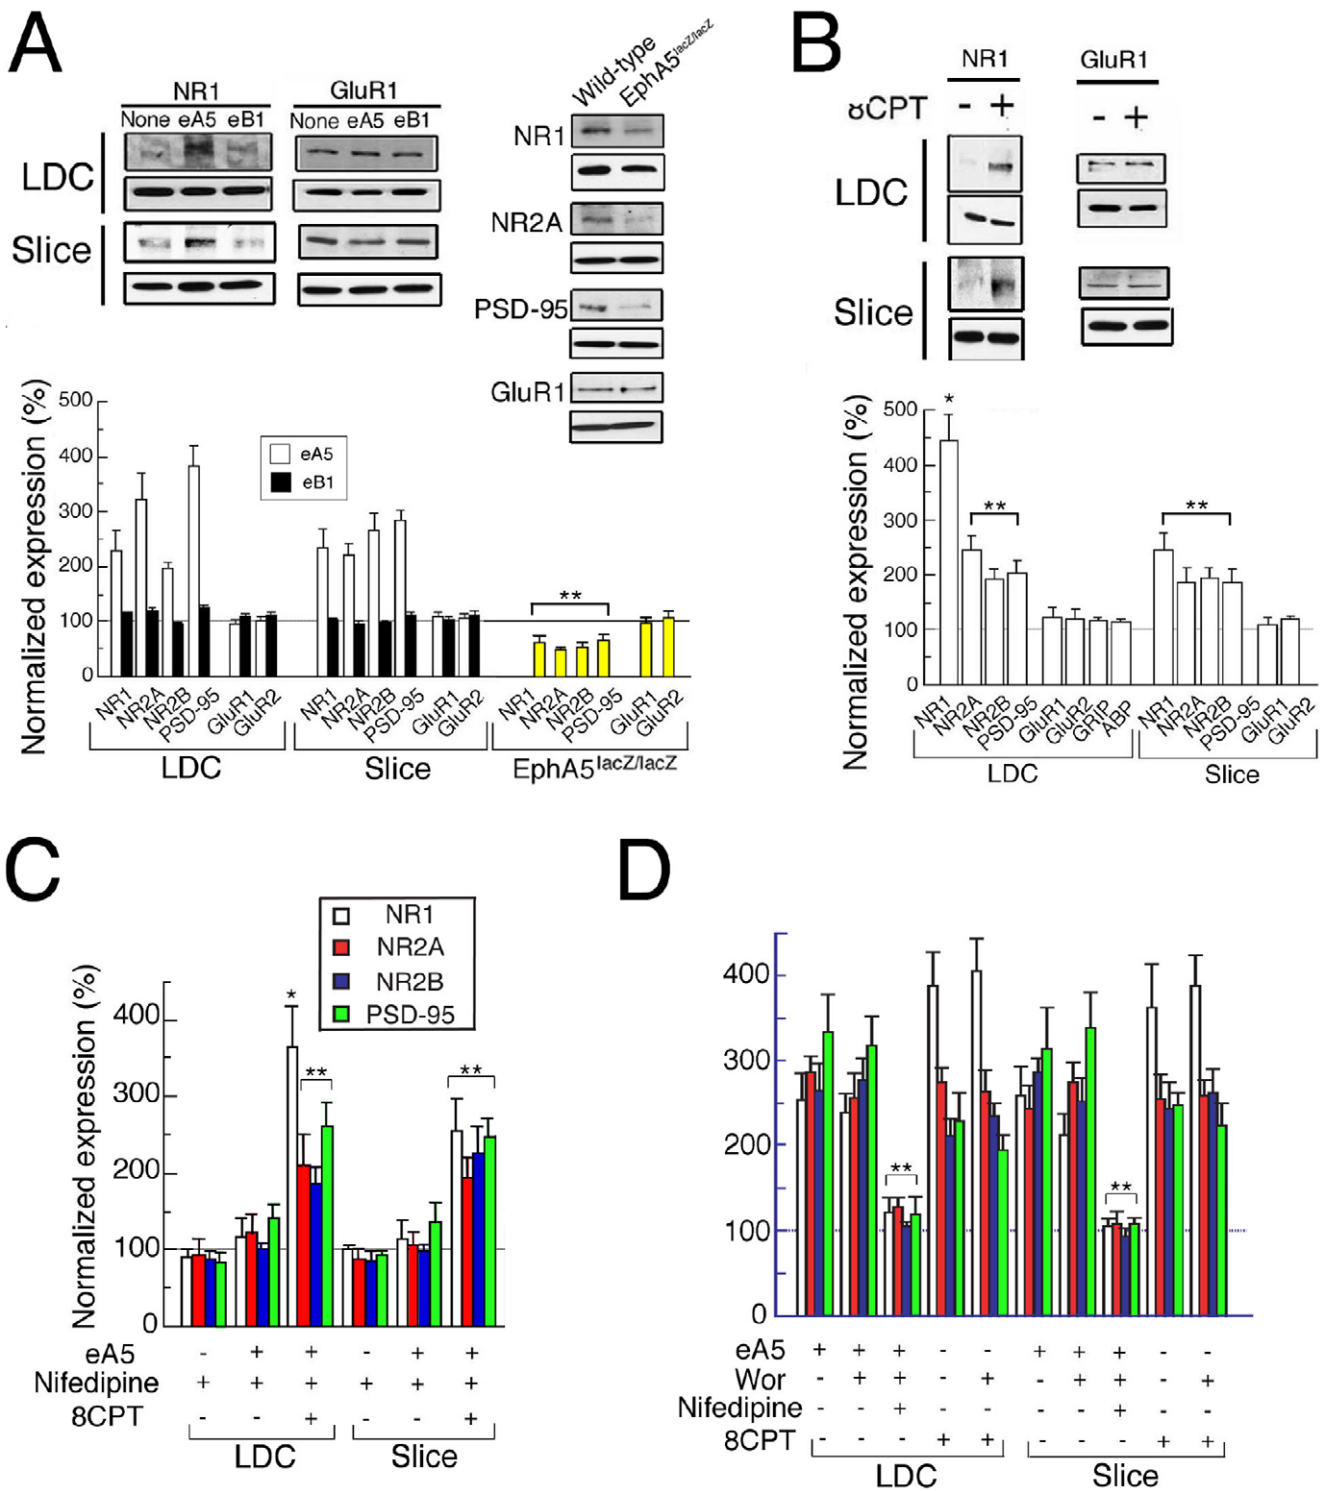 A
NR1 GluR1
None eA5 eB1 None eA5 eB1
LDC
Slice
Wild-type
EphA5lacZ/lacZ
NR1
NR2A
PSD-95
GluR1
Normalized expression (%)
500
400
300
200
100
0
eA5
eB1
**
NR1 NR2A NR2B PSD-95 GluR1 GluR2
NR1 NR2A NR2B PSD-95 GluR1 GluR2
NR1 NR2A NR2B PSD-95 GluR1 GluR2
LDC Slice EphA5lacZ/lacZ
B
NR1 GluR1
8CPT - + - +
LDC
Slice
Normalized expression (%)
500
400
300
200
100
0
*
** **
NR1 NR2A NR2B PSD-95 GluR1 GluR2 GRIP ABP
NR1 NR2A NR2B PSD-95 GluR1 GluR2
LDC Slice
C
NR1
NR2A
NR2B
PSD-95
Normalized expression (%)
400
300
200
100
0
*
** **
eA5 - + + - + +
Nifedipine + + + + + +
8CPT - - + - - +
LDC Slice
D
400
300
200
100
0
** **
eA5 + + + - - + + + - -
Wor - + + - + - + + - +
Nifedipine - - + - - - - + - -
8CPT - - - + + - - - + +
LDC Slice